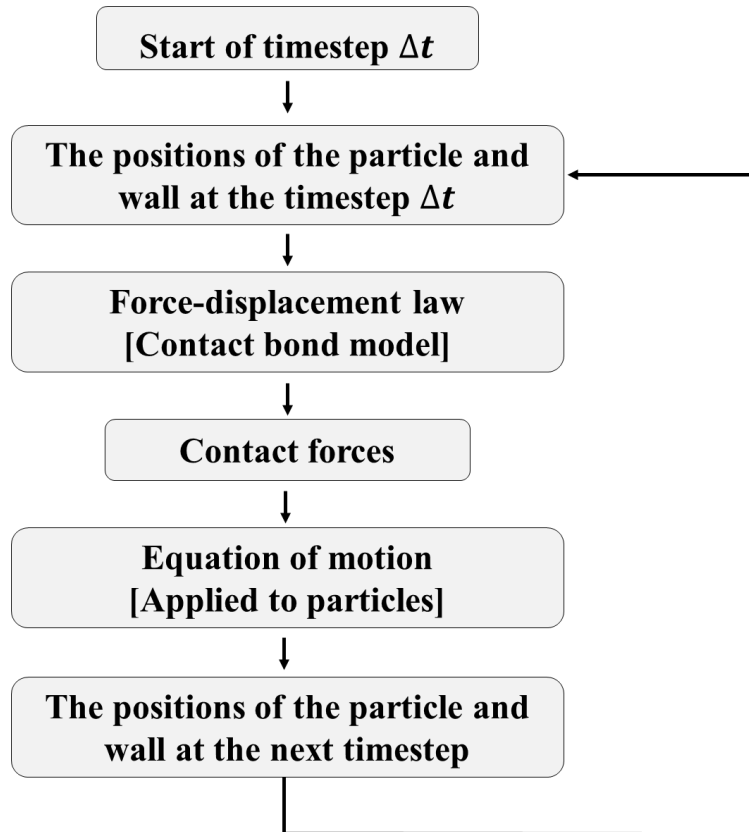 Start of timestep Δt
The positions of the particle and
wall at the timestep Δt
Force-displacement law
[Contact bond model]
Contact forces
Equation of motion
[Applied to particles]
The positions of the particle and
wall at the next timestep